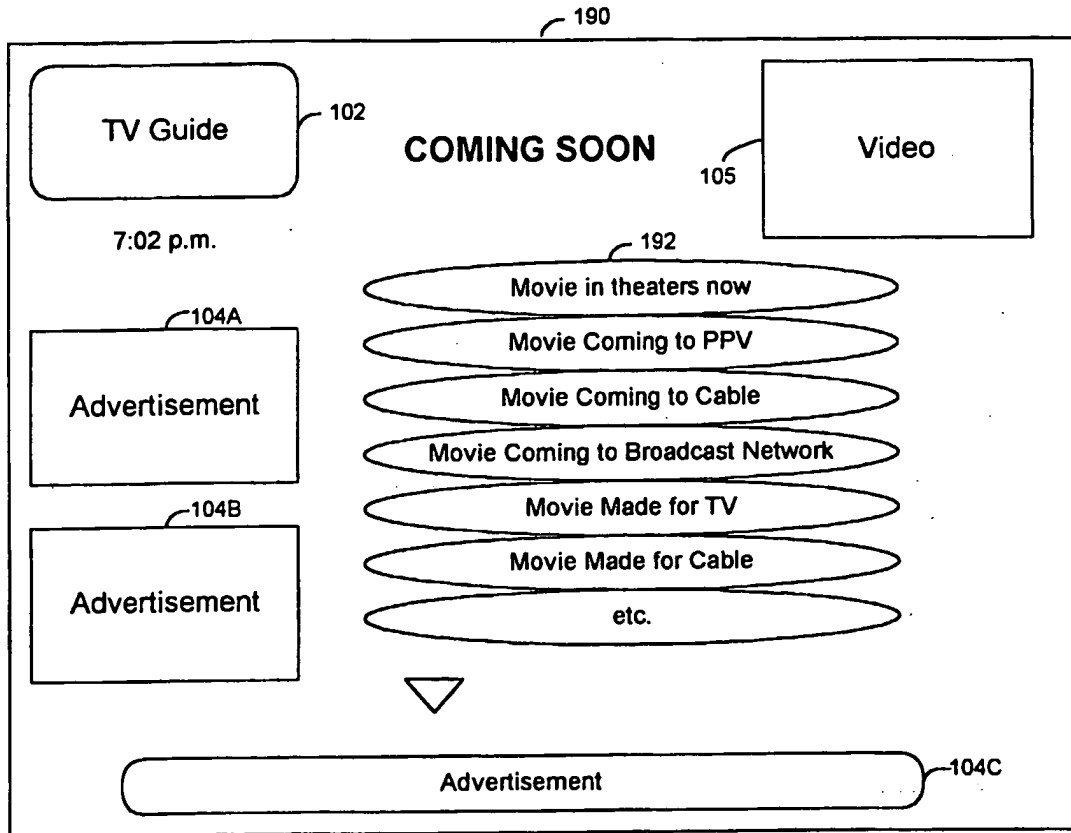 190
TV Guide
102
COMING SOON
Video
105
7:02 p.m.
192
Movie in theaters now
Movie Coming to PPV
Movie Coming to Cable
Movie Coming to Broadcast Network
Movie Made for TV
Movie Made for Cable
etc.
104A
Advertisement
104B
Advertisement
Advertisement
104C